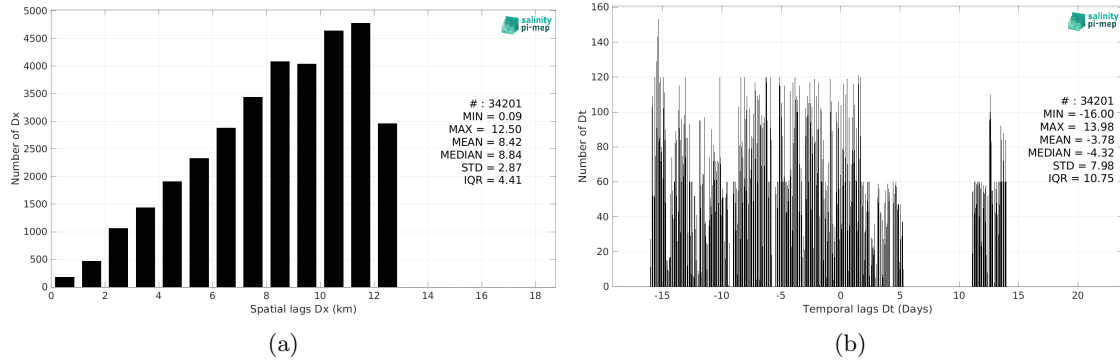 5000
4500
4000
3500
3000
2500
2000
1500
1000
500
0
Number of Dx
0 2 4 6 8 10 12 14 16 18
Spatial lags Dx (km)
salinity
pi-mep
# : 34201
MIN = 0.09
MAX = 12.50
MEAN = 8.42
MEDIAN = 8.84
STD = 2.87
IQR = 4.41
(a)
160
140
120
100
80
60
40
20
0
Number of Dt
-15 -10 -5 0 5 10 15 20
Temporal lags Dt (Days)
salinity
pi-mep
# : 34201
MIN = -16.00
MAX = 13.98
MEAN = -3.78
MEDIAN = -4.32
STD = 7.98
IQR = 10.75
(b)